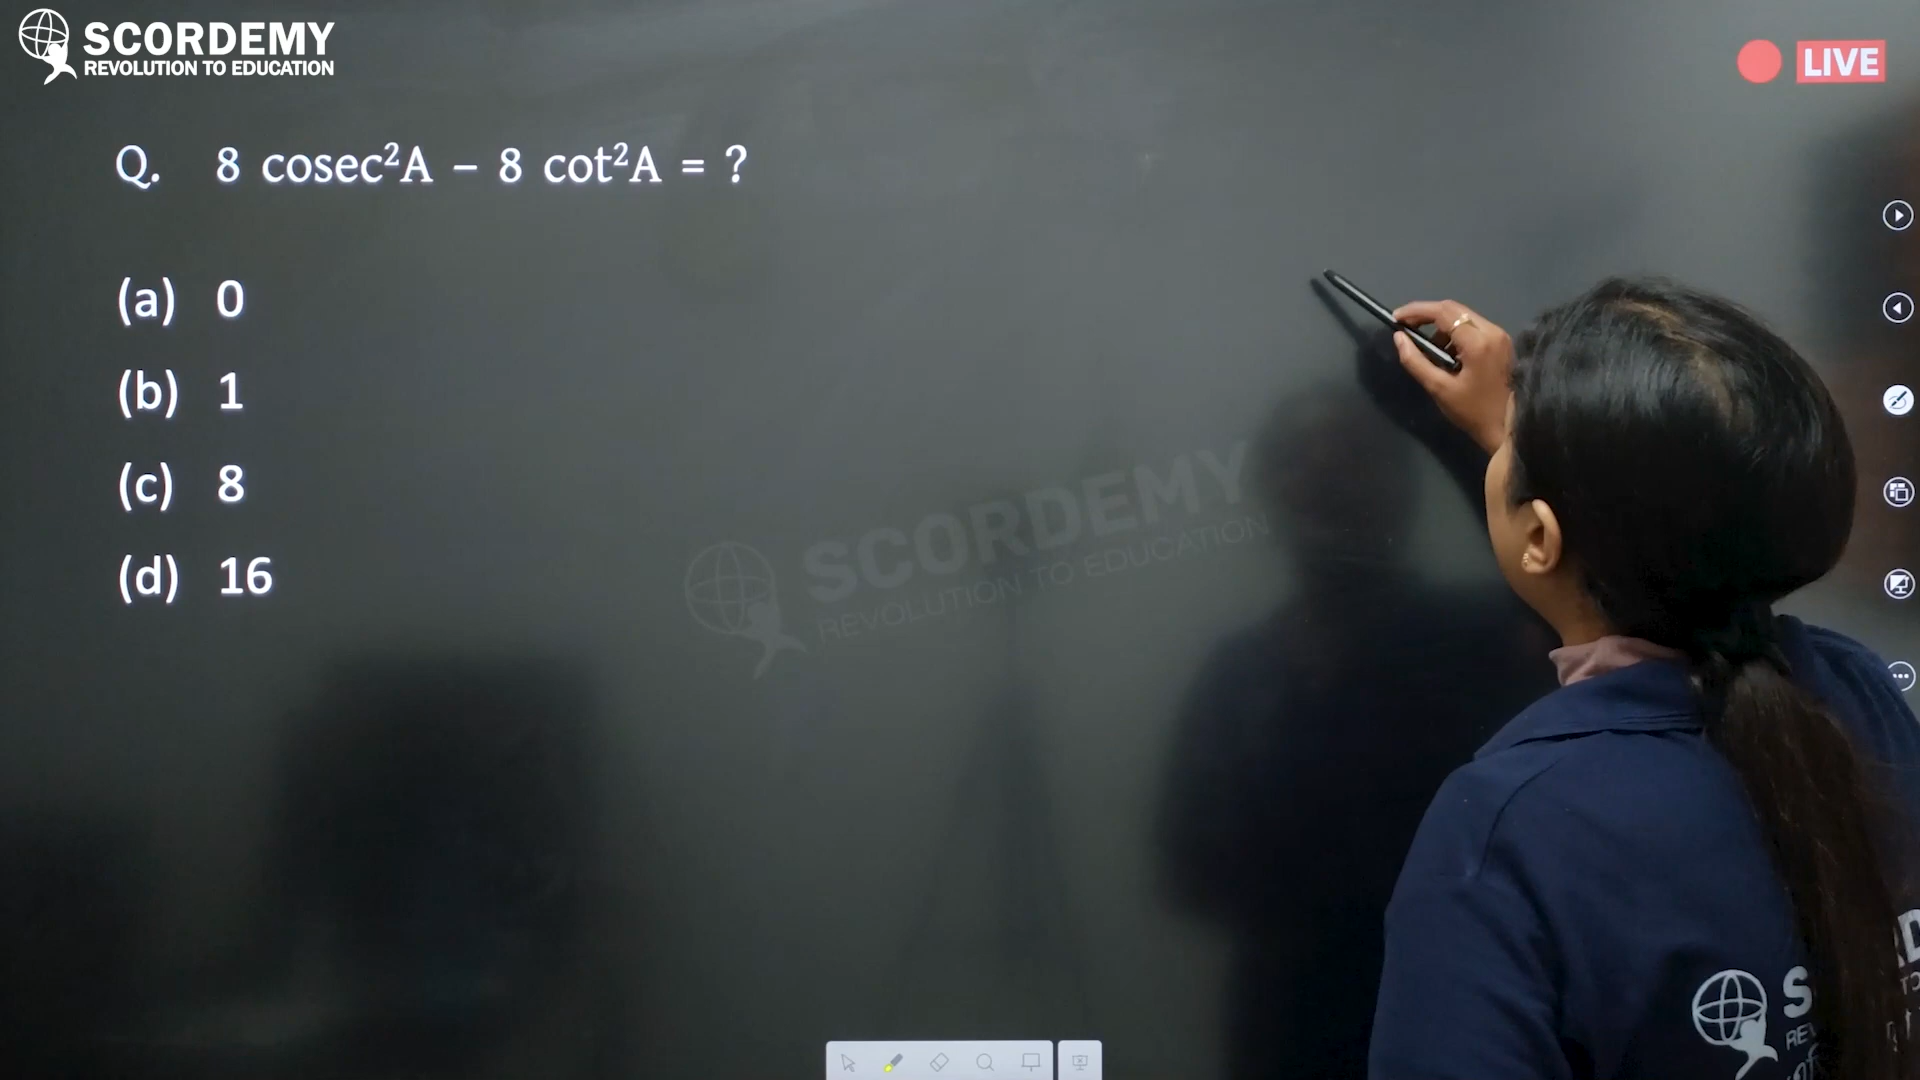 SCORDEMY
REVOLUTION TO EDUCATION
LIVE
Q. 8 cosec²A – 8 cot²A = ?
(a) 0
(b) 1
(c) 8
(d) 16
SCORDEMY
REVOLUTION TO EDUCATION